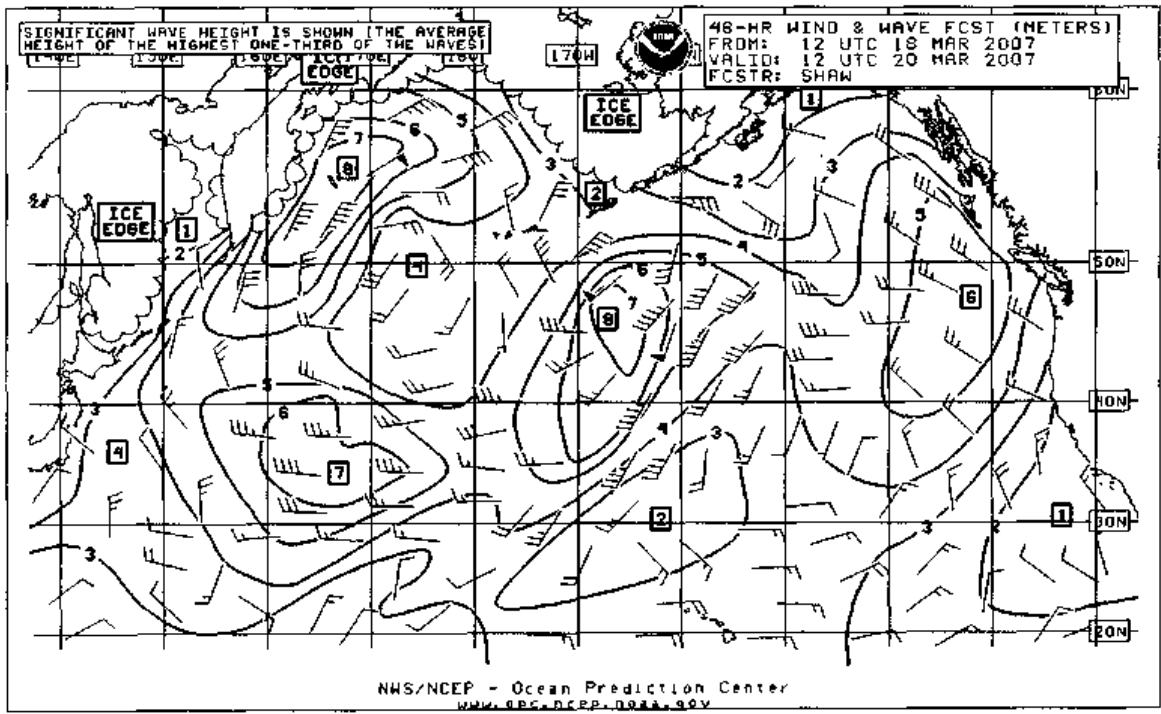 SIGNIFICANT WAVE HEIGHT IS SHOWN (THE AVERAGE
HEIGHT OF THE HIGHEST ONE-THIRD OF THE WAVES)
48-HR WIND & WAVE FCST (METERS)
FROM: 12 UTC 18 MAR 2007
VALID: 12 UTC 20 MAR 2007
FCSTR: SHAW
170W
ICE
EDGE
1
ICE
EDGE
5
6
7
3
8
3
2
2
ICE
EDGE
1
5
2
4
4
50N
5
6
6
7
8
5
3
6
40N
4
3
4
7
2
1
30N
3
2
3
20N
NWS/NCEP - Ocean Prediction Center
www.opc.ncep.noaa.gov